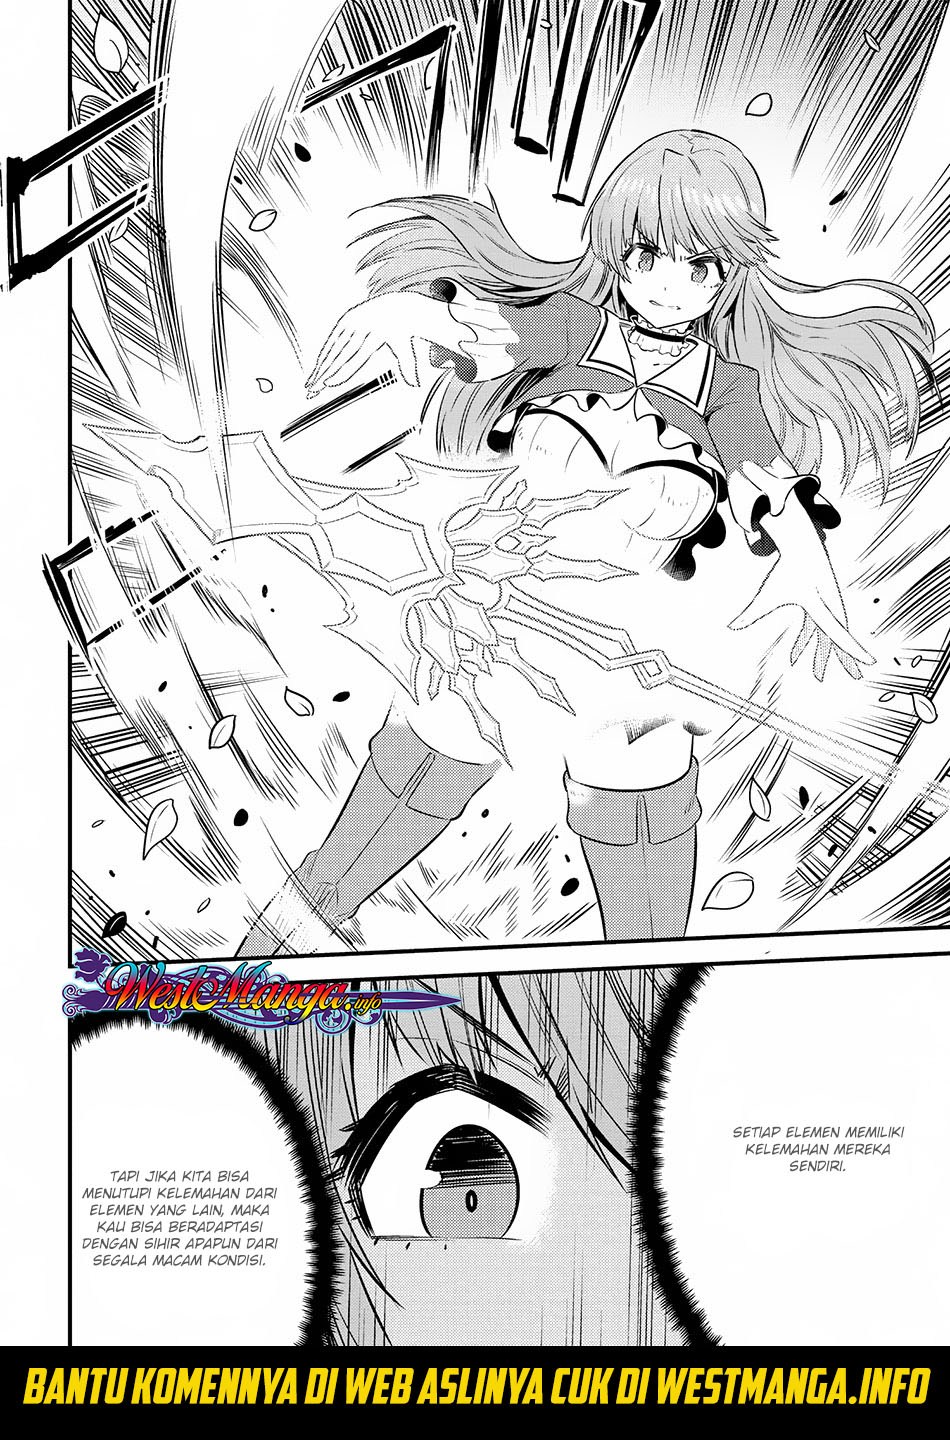 WESTMANGA.info
SETIAP ELEMEN MEMILIKI
KELEMAHAN MEREKA
SENDIRI.
TAPI JIKA KITA BISA
MENUTUPI KELEMAHAN DARI
ELEMEN YANG LAIN, MAKA
KAU BISA BERADAPTASI
DENGAN SIHIR APAPUN DARI
SEGALA MACAM KONDISI.
BANTU KOMENNYA DI WEB ASLINYA CUK DI WESTMANGA.INFO